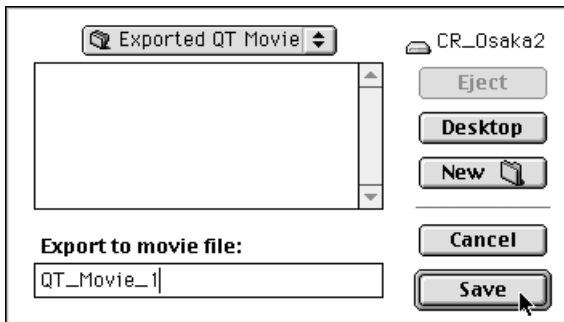 Exported QT Movie
CR_Osaka2
Eject
Desktop
New
Export to movie file:
Cancel
QT_Movie_1
Save